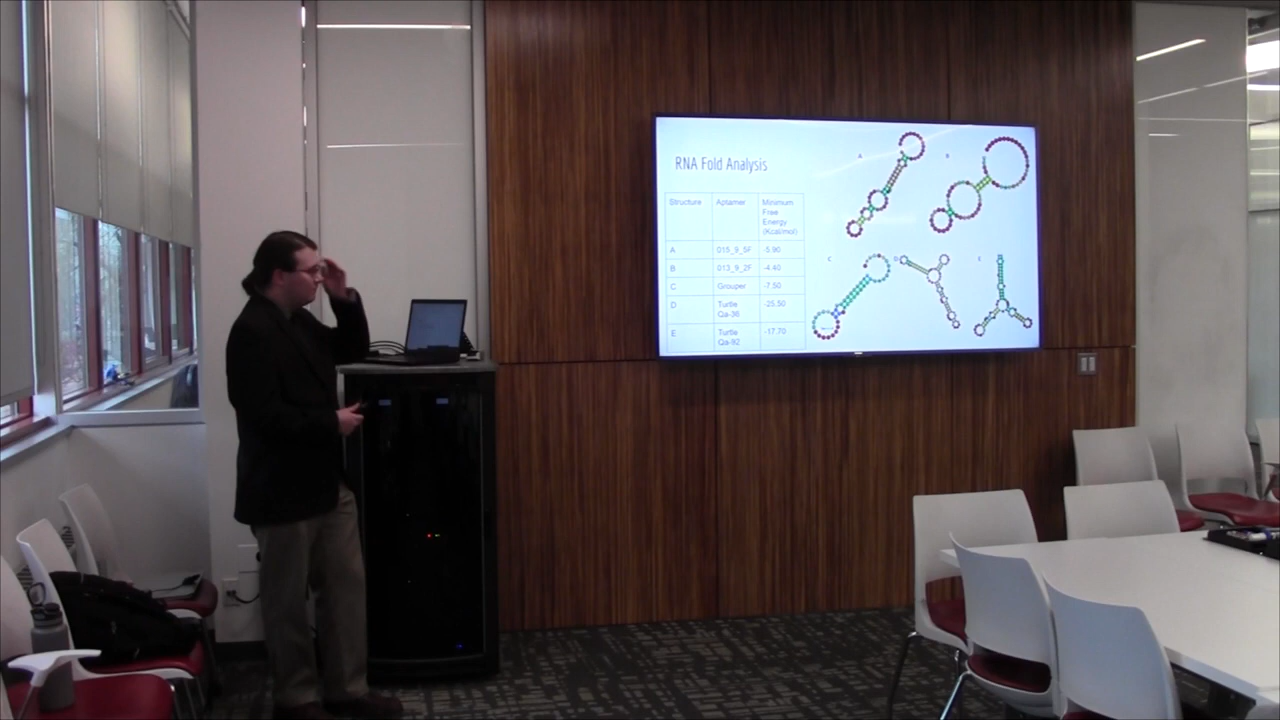 RNA Fold Analysis
A
B
Structure
Aptamer
Minimum
Free
Energy
(Kcal/mol)
A
015_9_5F
-5.90
B
013_9_2F
-4.40
C
Grouper
-7.50
D
Turtle
Qa-36
-25.50
E
Turtle
Qa-92
-17.70
C
D
E